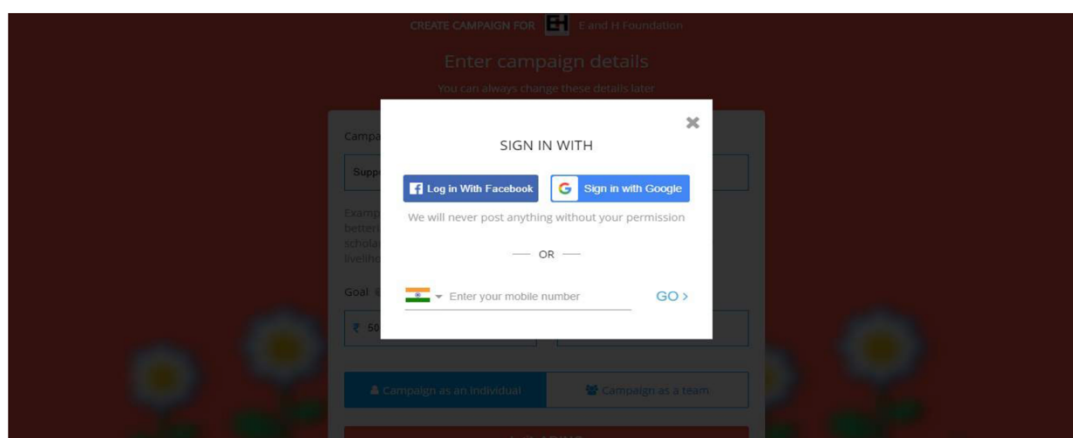 CREATE CAMPAIGN FOR EH E and H Foundation
Enter campaign details
You can always change these details later
SIGN IN WITH
Log in With Facebook
Sign in with Google
We will never post anything without your permission
OR
Enter your mobile number
GO >
Goal
₹ 50
Campaign as an individual
Campaign as a team